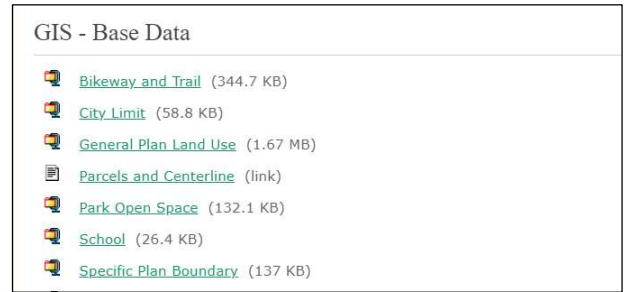 GIS - Base Data
Bikeway and Trail (344.7 KB)
City Limit (58.8 KB)
General Plan Land Use (1.67 MB)
Parcels and Centerline (link)
Park Open Space (132.1 KB)
School (26.4 KB)
Specific Plan Boundary (137 KB)